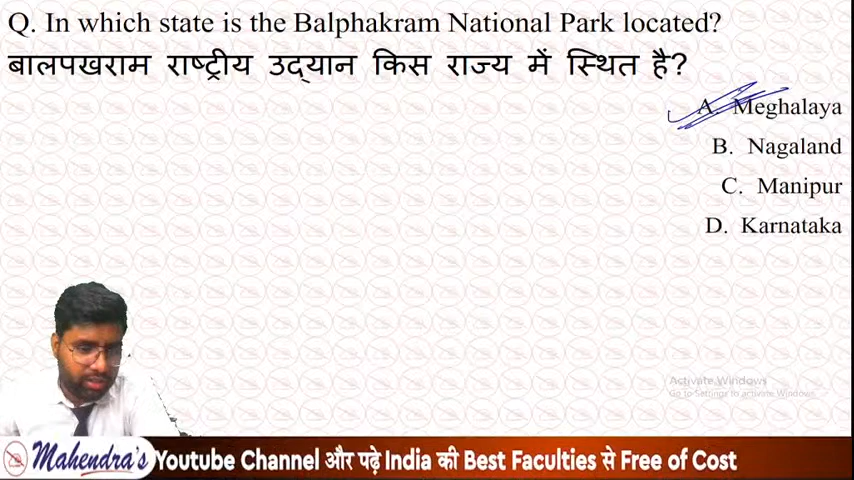 Q. In which state is the Balphakram National Park located?
बालपखराम राष्ट्रीय उद्यान किस राज्य में स्थित है?
A. Meghalaya
B. Nagaland
C. Manipur
D. Karnataka
Activate Windows
Go to Settings to activate Windows.
Mahendra's Youtube Channel और पढ़े India की Best Faculties से Free of Cost